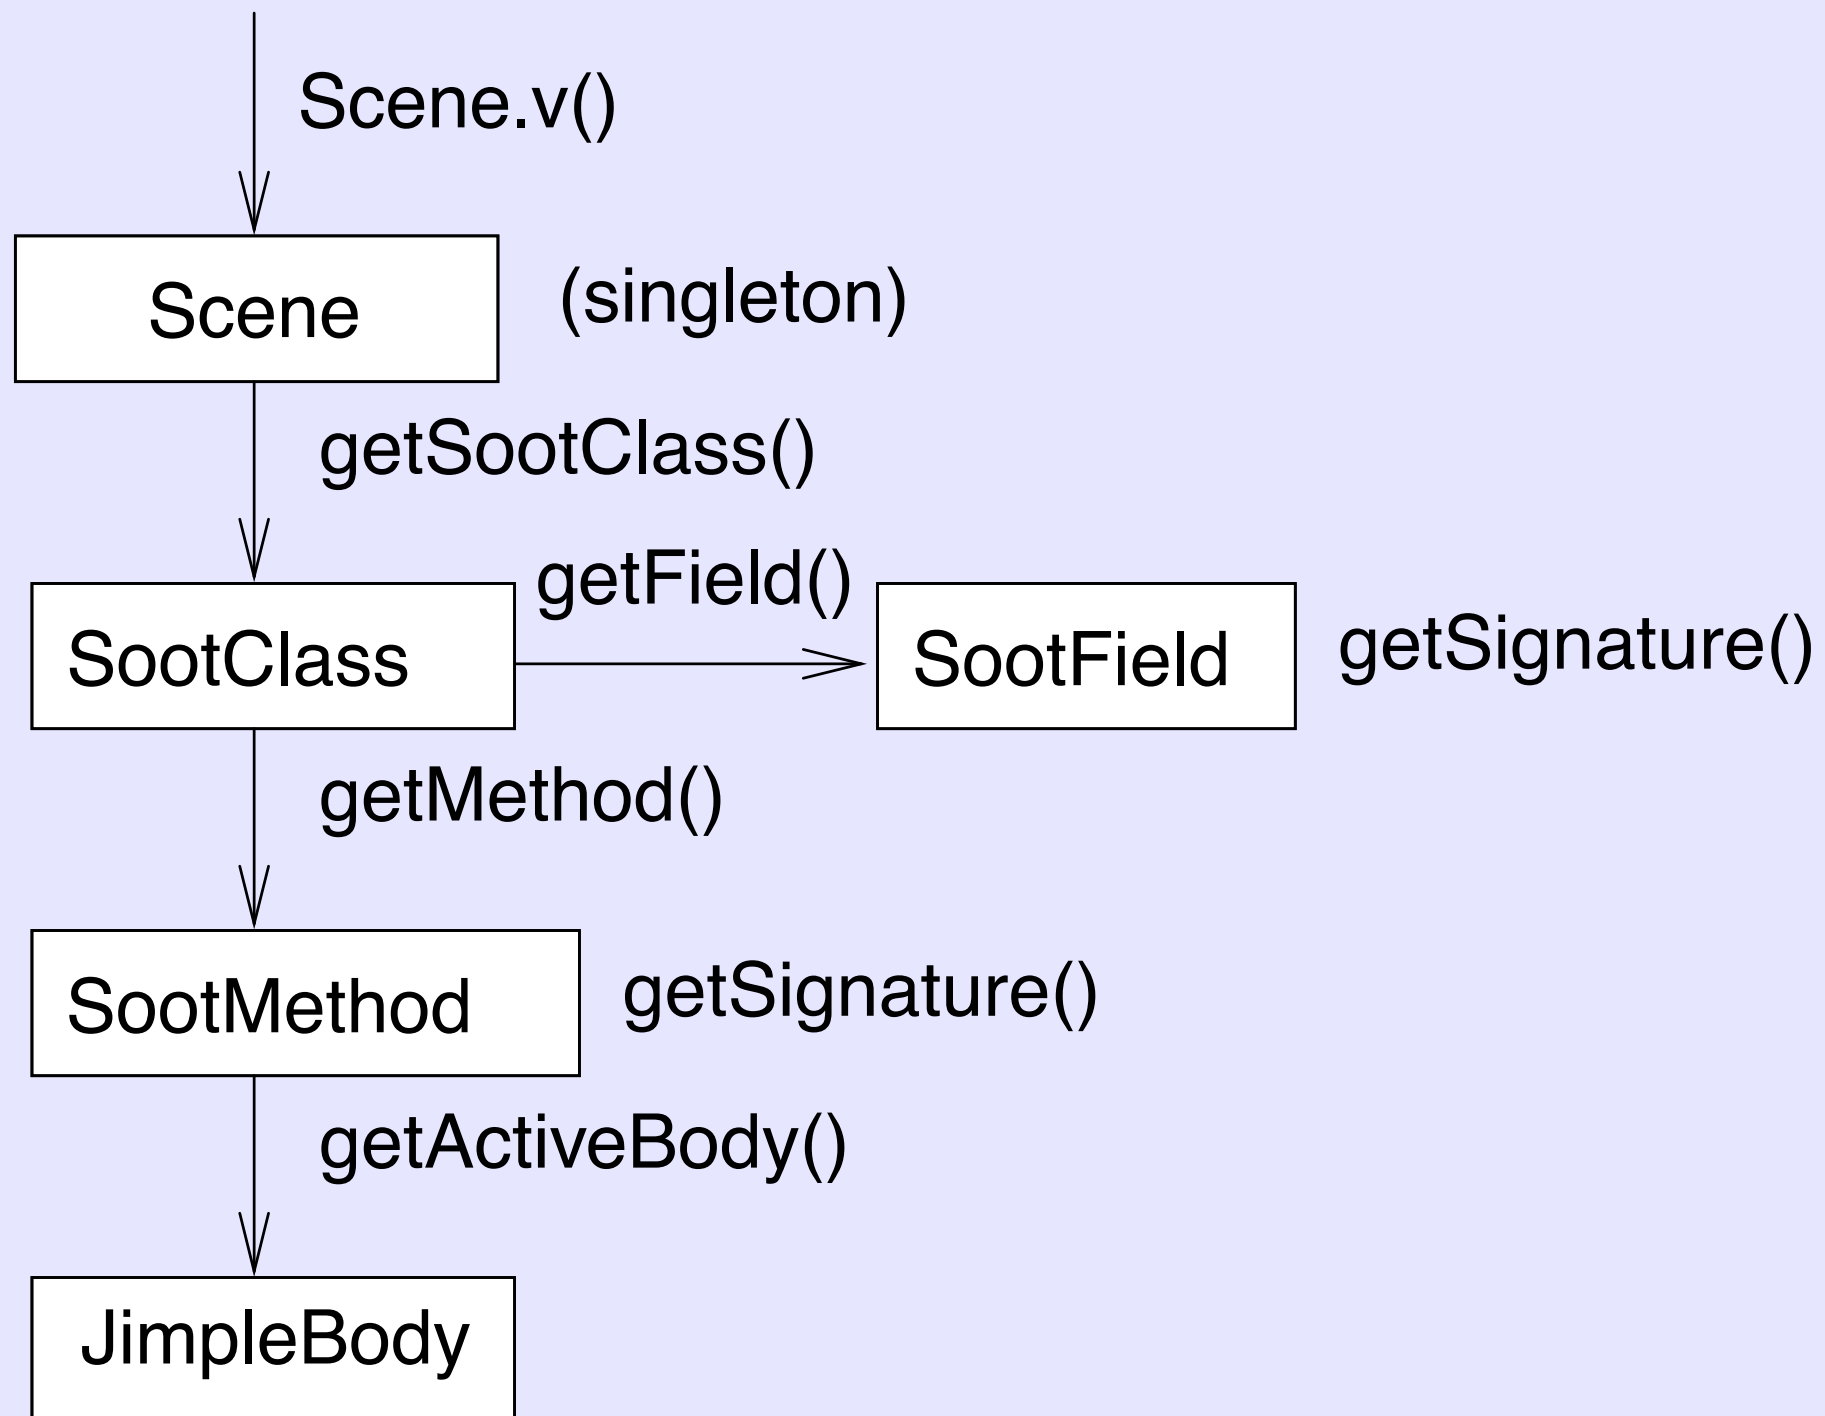 Scene.v()
Scene
(singleton)
getSootClass()
getField()
SootClass
SootField
getSignature()
getMethod()
SootMethod
getSignature()
getActiveBody()
JimpleBody